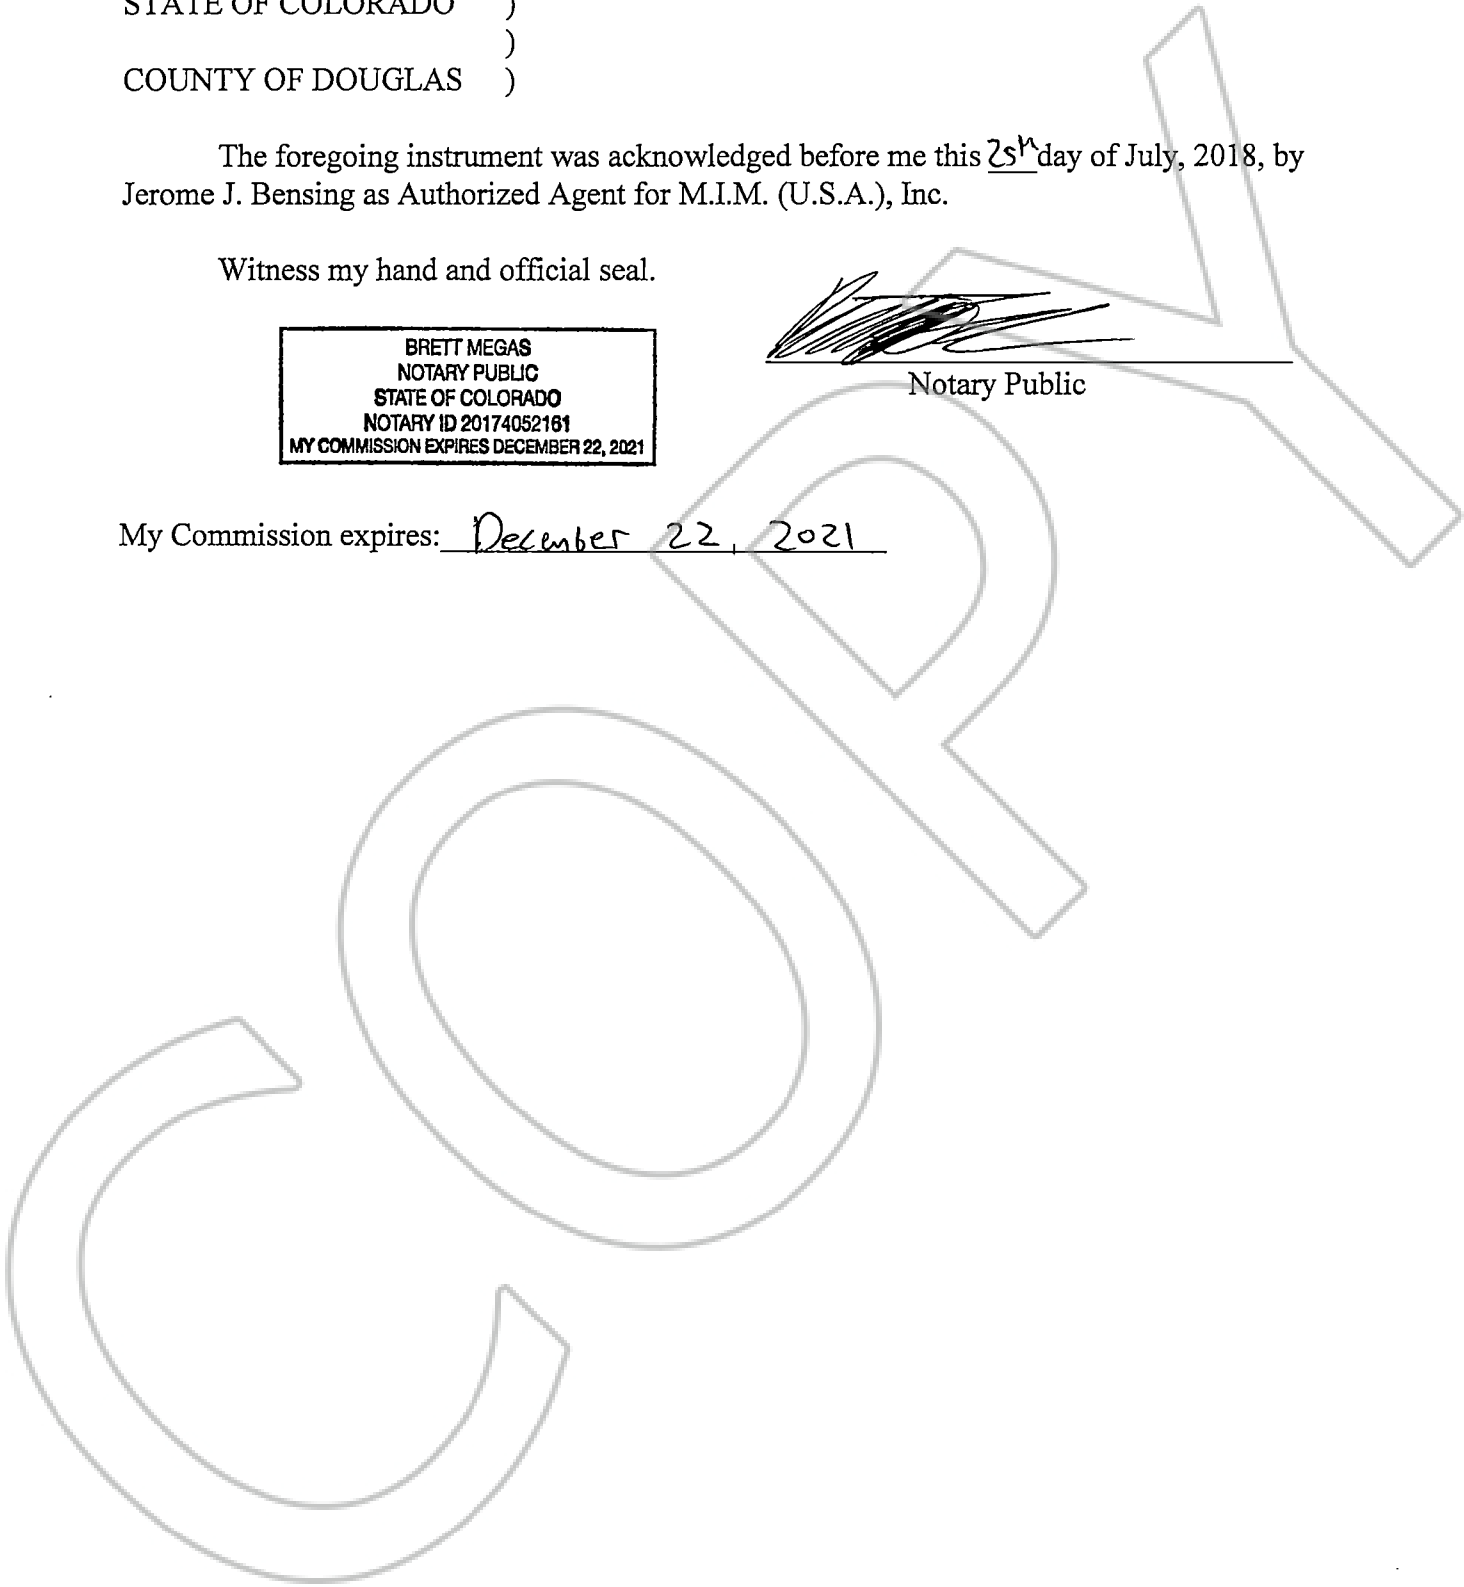 STATE OF COLORADO )
)
COUNTY OF DOUGLAS )
The foregoing instrument was acknowledged before me this 25th day of July, 2018, by
Jerome J. Bensing as Authorized Agent for M.I.M. (U.S.A.), Inc.
Witness my hand and official seal.
BRETT MEGAS
NOTARY PUBLIC
STATE OF COLORADO
NOTARY ID 20174052161
MY COMMISSION EXPIRES DECEMBER 22, 2021
Notary Public
My Commission expires: December 22, 2021
COPY